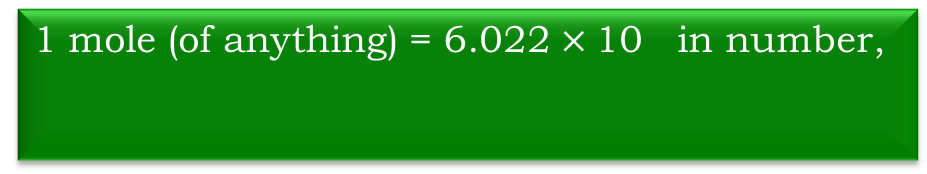 1 mole (of anything) = 6.022 × 10 in number,